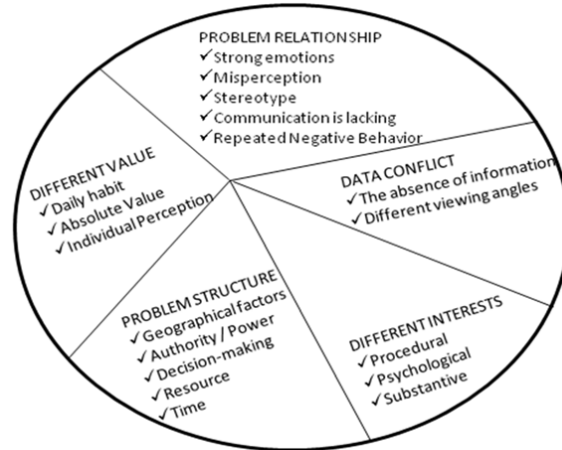 PROBLEM RELATIONSHIP
✓Strong emotions
✓Misperception
✓Stereotype
✓Communication is lacking
✓Repeated Negative Behavior
DATA CONFLICT
✓The absence of information
✓Different viewing angles
DIFFERENT INTERESTS
✓Procedural
✓Psychological
✓Substantive
PROBLEM STRUCTURE
✓Geographical factors
✓Authority / Power
✓Decision-making
✓Resource
✓Time
DIFFERENT VALUE
✓Daily habit
✓Absolute Value
✓Individual Perception